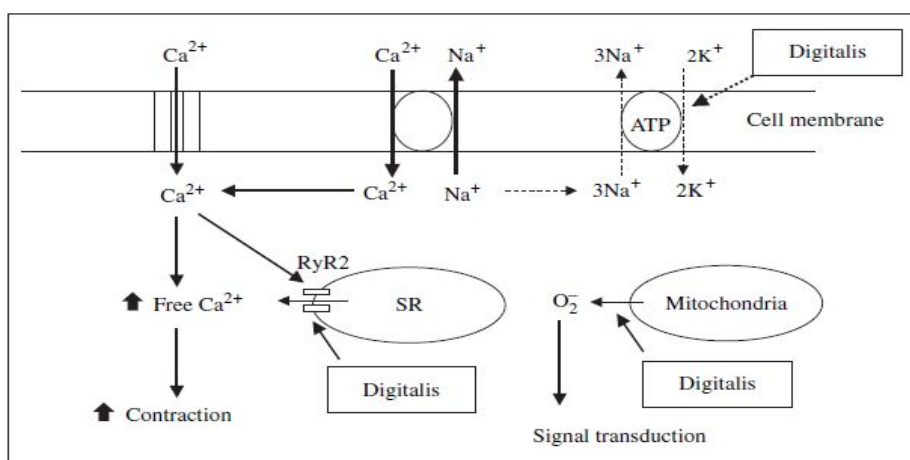 Ca²⁺ Ca²⁺ Na⁺ 3Na⁺ 2K⁺ Digitalis
ATP Cell membrane
Ca²⁺ Ca²⁺ Na⁺ 3Na⁺ 2K⁺
RyR2
Free Ca²⁺ SR O₂⁻ Mitochondria
Digitalis Digitalis
Contraction
Signal transduction